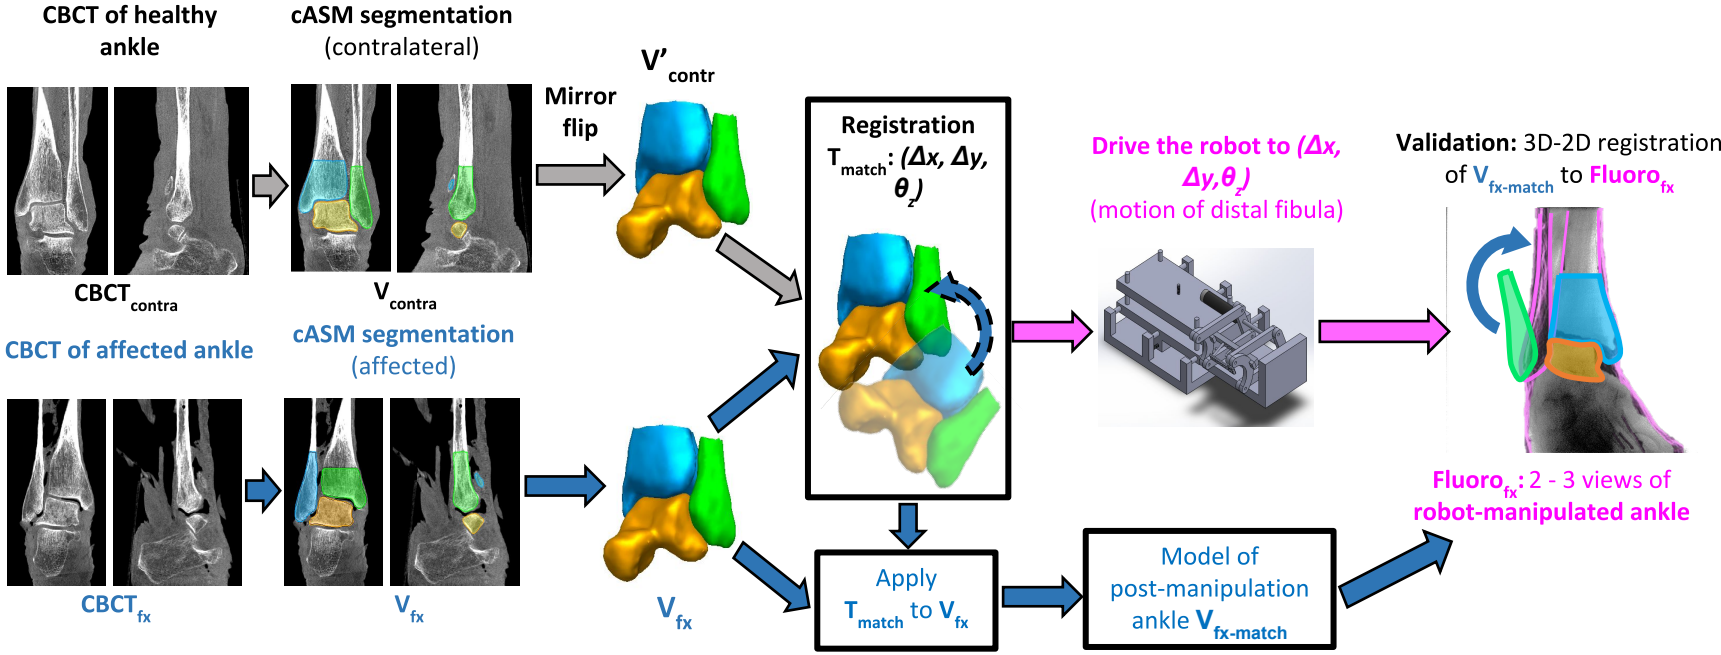 CBCT of healthy
ankle
cASM segmentation
(contralateral)
CBCTcontra
Vcontra
Mirror
flip
V’contr
CBCT of affected ankle
cASM segmentation
(affected)
CBCTfx
Vfx
Vfx
Registration
Tmatch: (Δx, Δy,
θz)
Apply
Tmatch to Vfx
Drive the robot to (Δx,
Δy,θz)
(motion of distal fibula)
Model of
post-manipulation
ankle Vfx-match
Validation: 3D-2D registration
of Vfx-match to Fluorofx
Fluorofx: 2 - 3 views of
robot-manipulated ankle